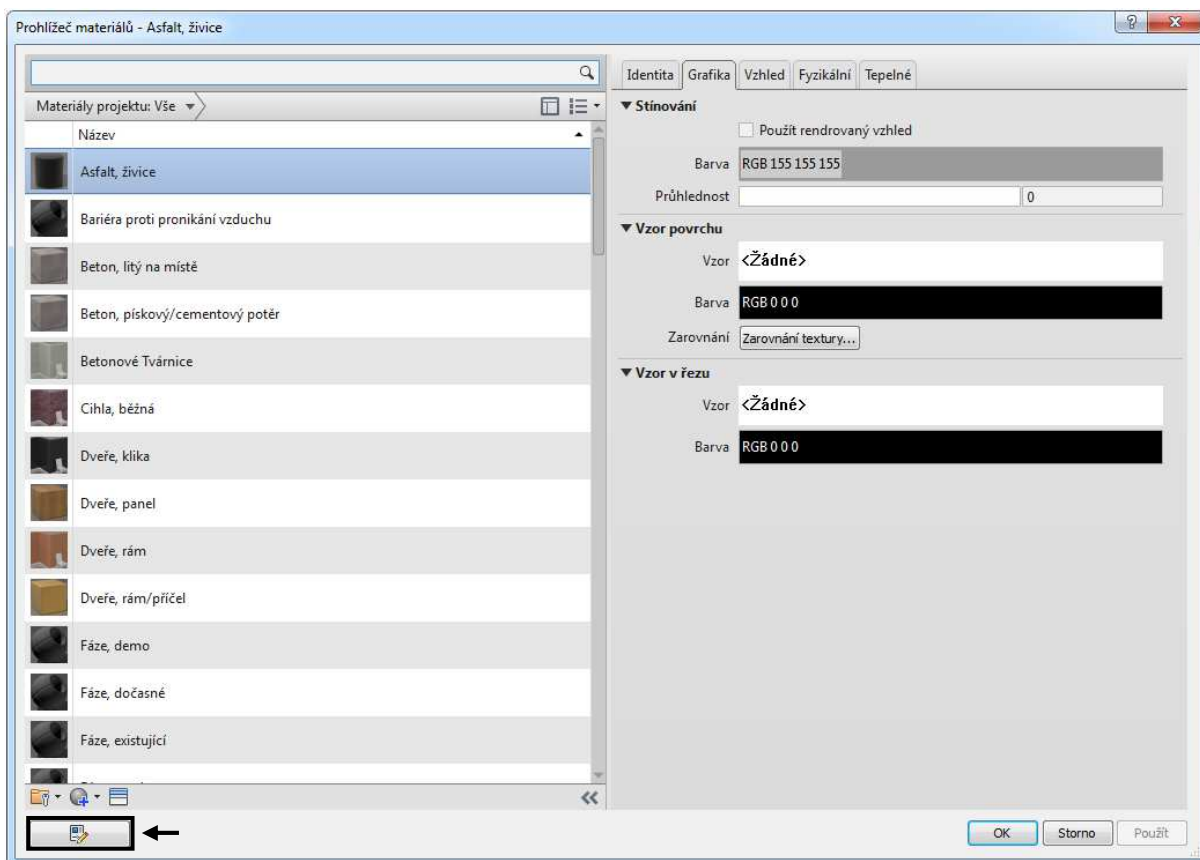 Prohlížeč materiálů - Asfalt, živice
Materiály projektu: Vše
Název
Asfalt, živice
Bariéra proti pronikání vzduchu
Beton, litý na místě
Beton, pískový/cementový potěr
Betonové Tvárnice
Cihla, běžná
Dveře, klika
Dveře, panel
Dveře, rám
Dveře, rám/příčel
Fáze, demo
Fáze, dočasné
Fáze, existující
Identita Grafika Vzhled Fyzikální Tepelné
Stínování
Použít rendrovaný vzhled
Barva RGB 155 155 155
Průhlednost 0
Vzor povrchu
Vzor <Žádné>
Barva RGB 0 0 0
Zarovnání Zarovnání textury...
Vzor v řezu
Vzor <Žádné>
Barva RGB 0 0 0
OK Storno Použít